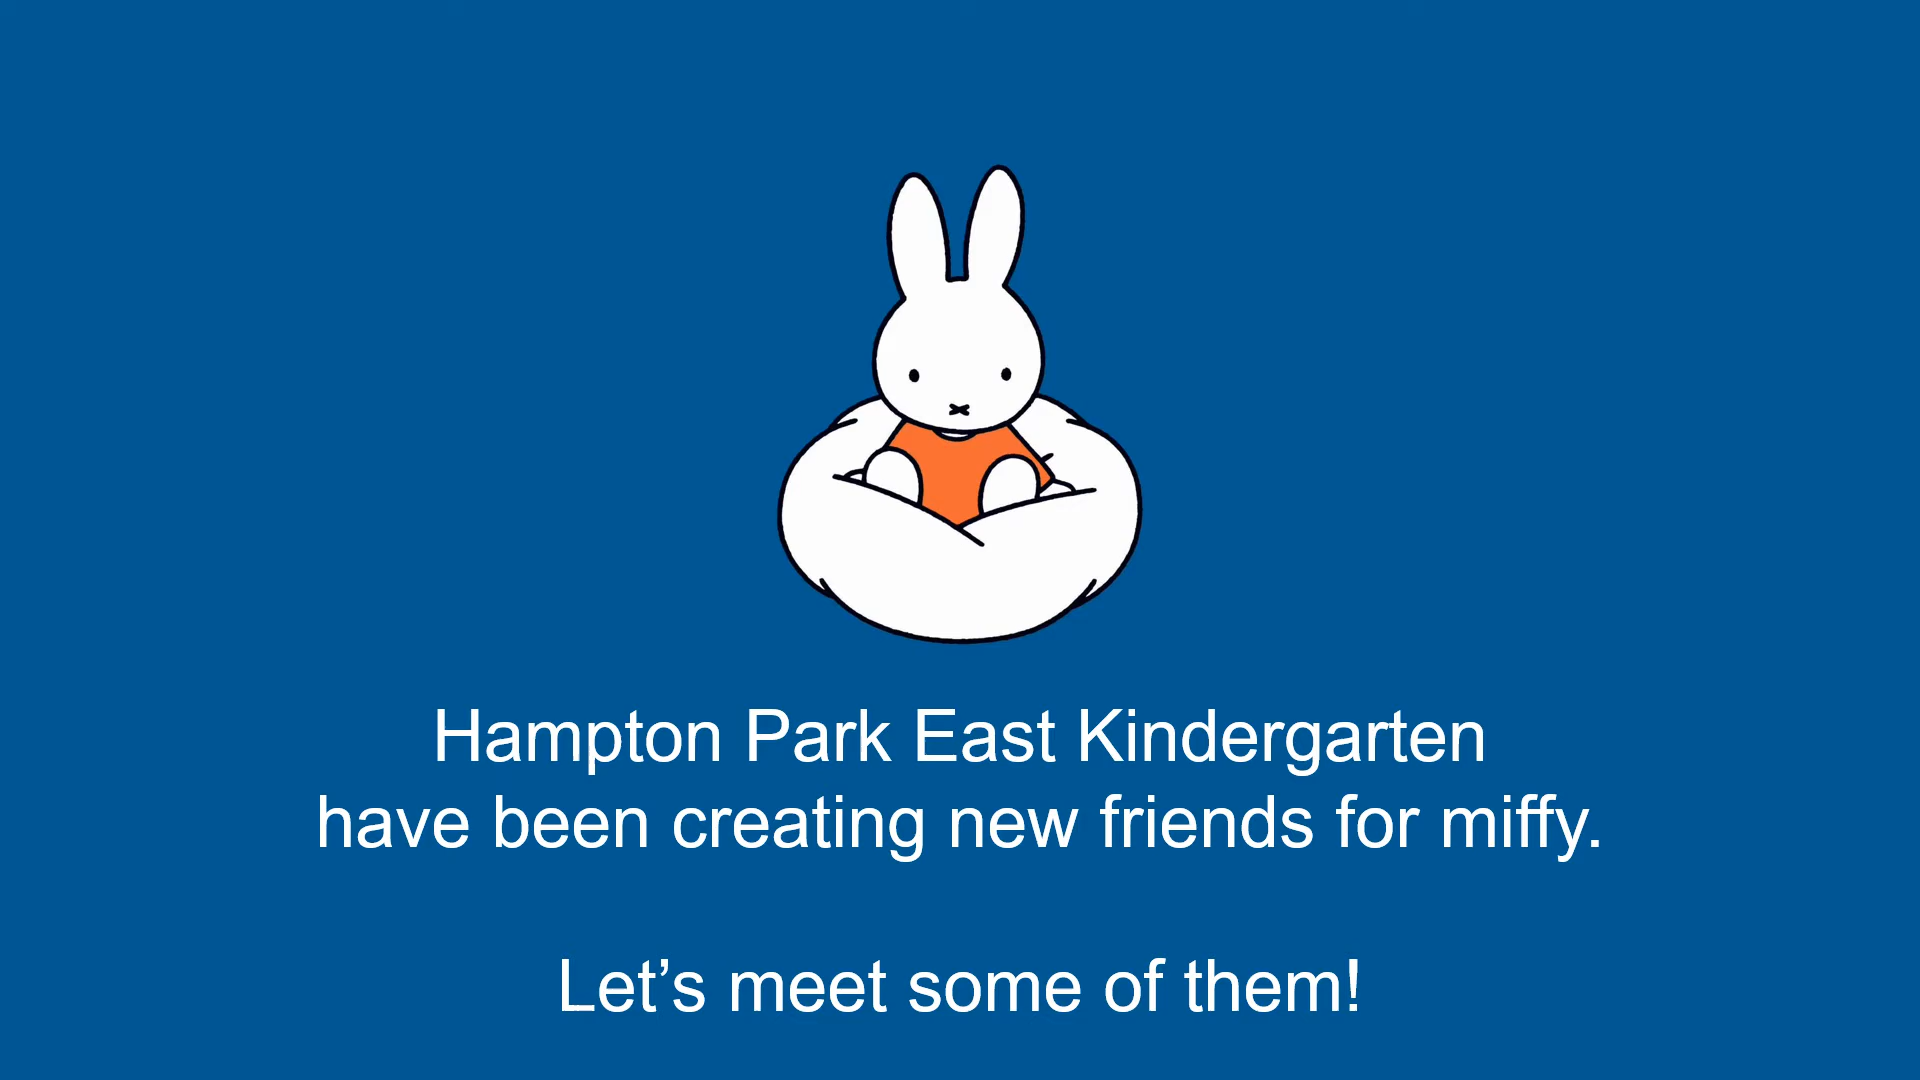 Hampton Park East Kindergarten
have been creating new friends for miffy.
Let’s meet some of them!